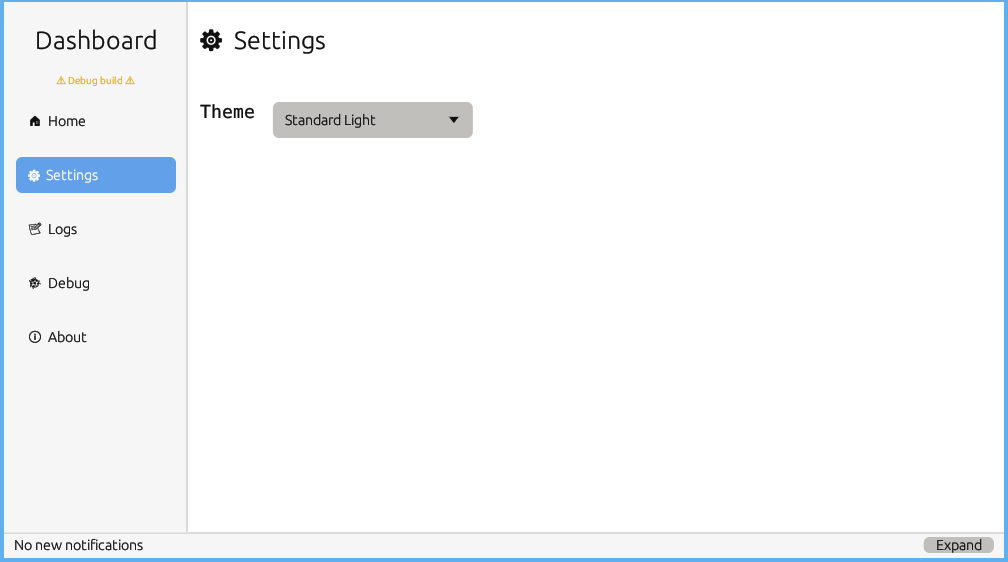 Dashboard
⚠ Debug build ⚠
Home
Settings
Logs
Debug
About
Settings
Theme
Standard Light
No new notifications
Expand